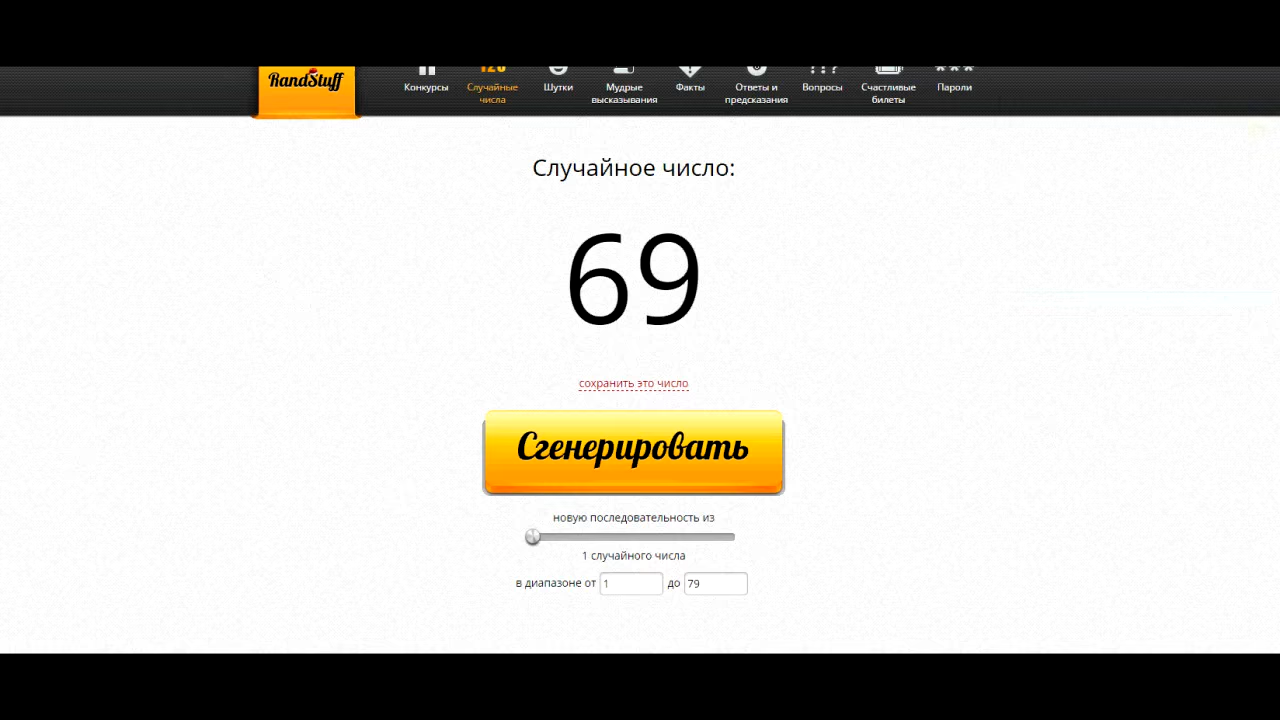 RandStuff
Конкурсы
Случайные
числа
Шутки
Мудрые
высказывания
Факты
Ответы и
предсказания
Вопросы
Счастливые
билеты
Пароли
Случайное число:
69
сохранить это число
Сгенерировать
новую последовательность из
1 случайного числа
в диапазоне от 1 до 79